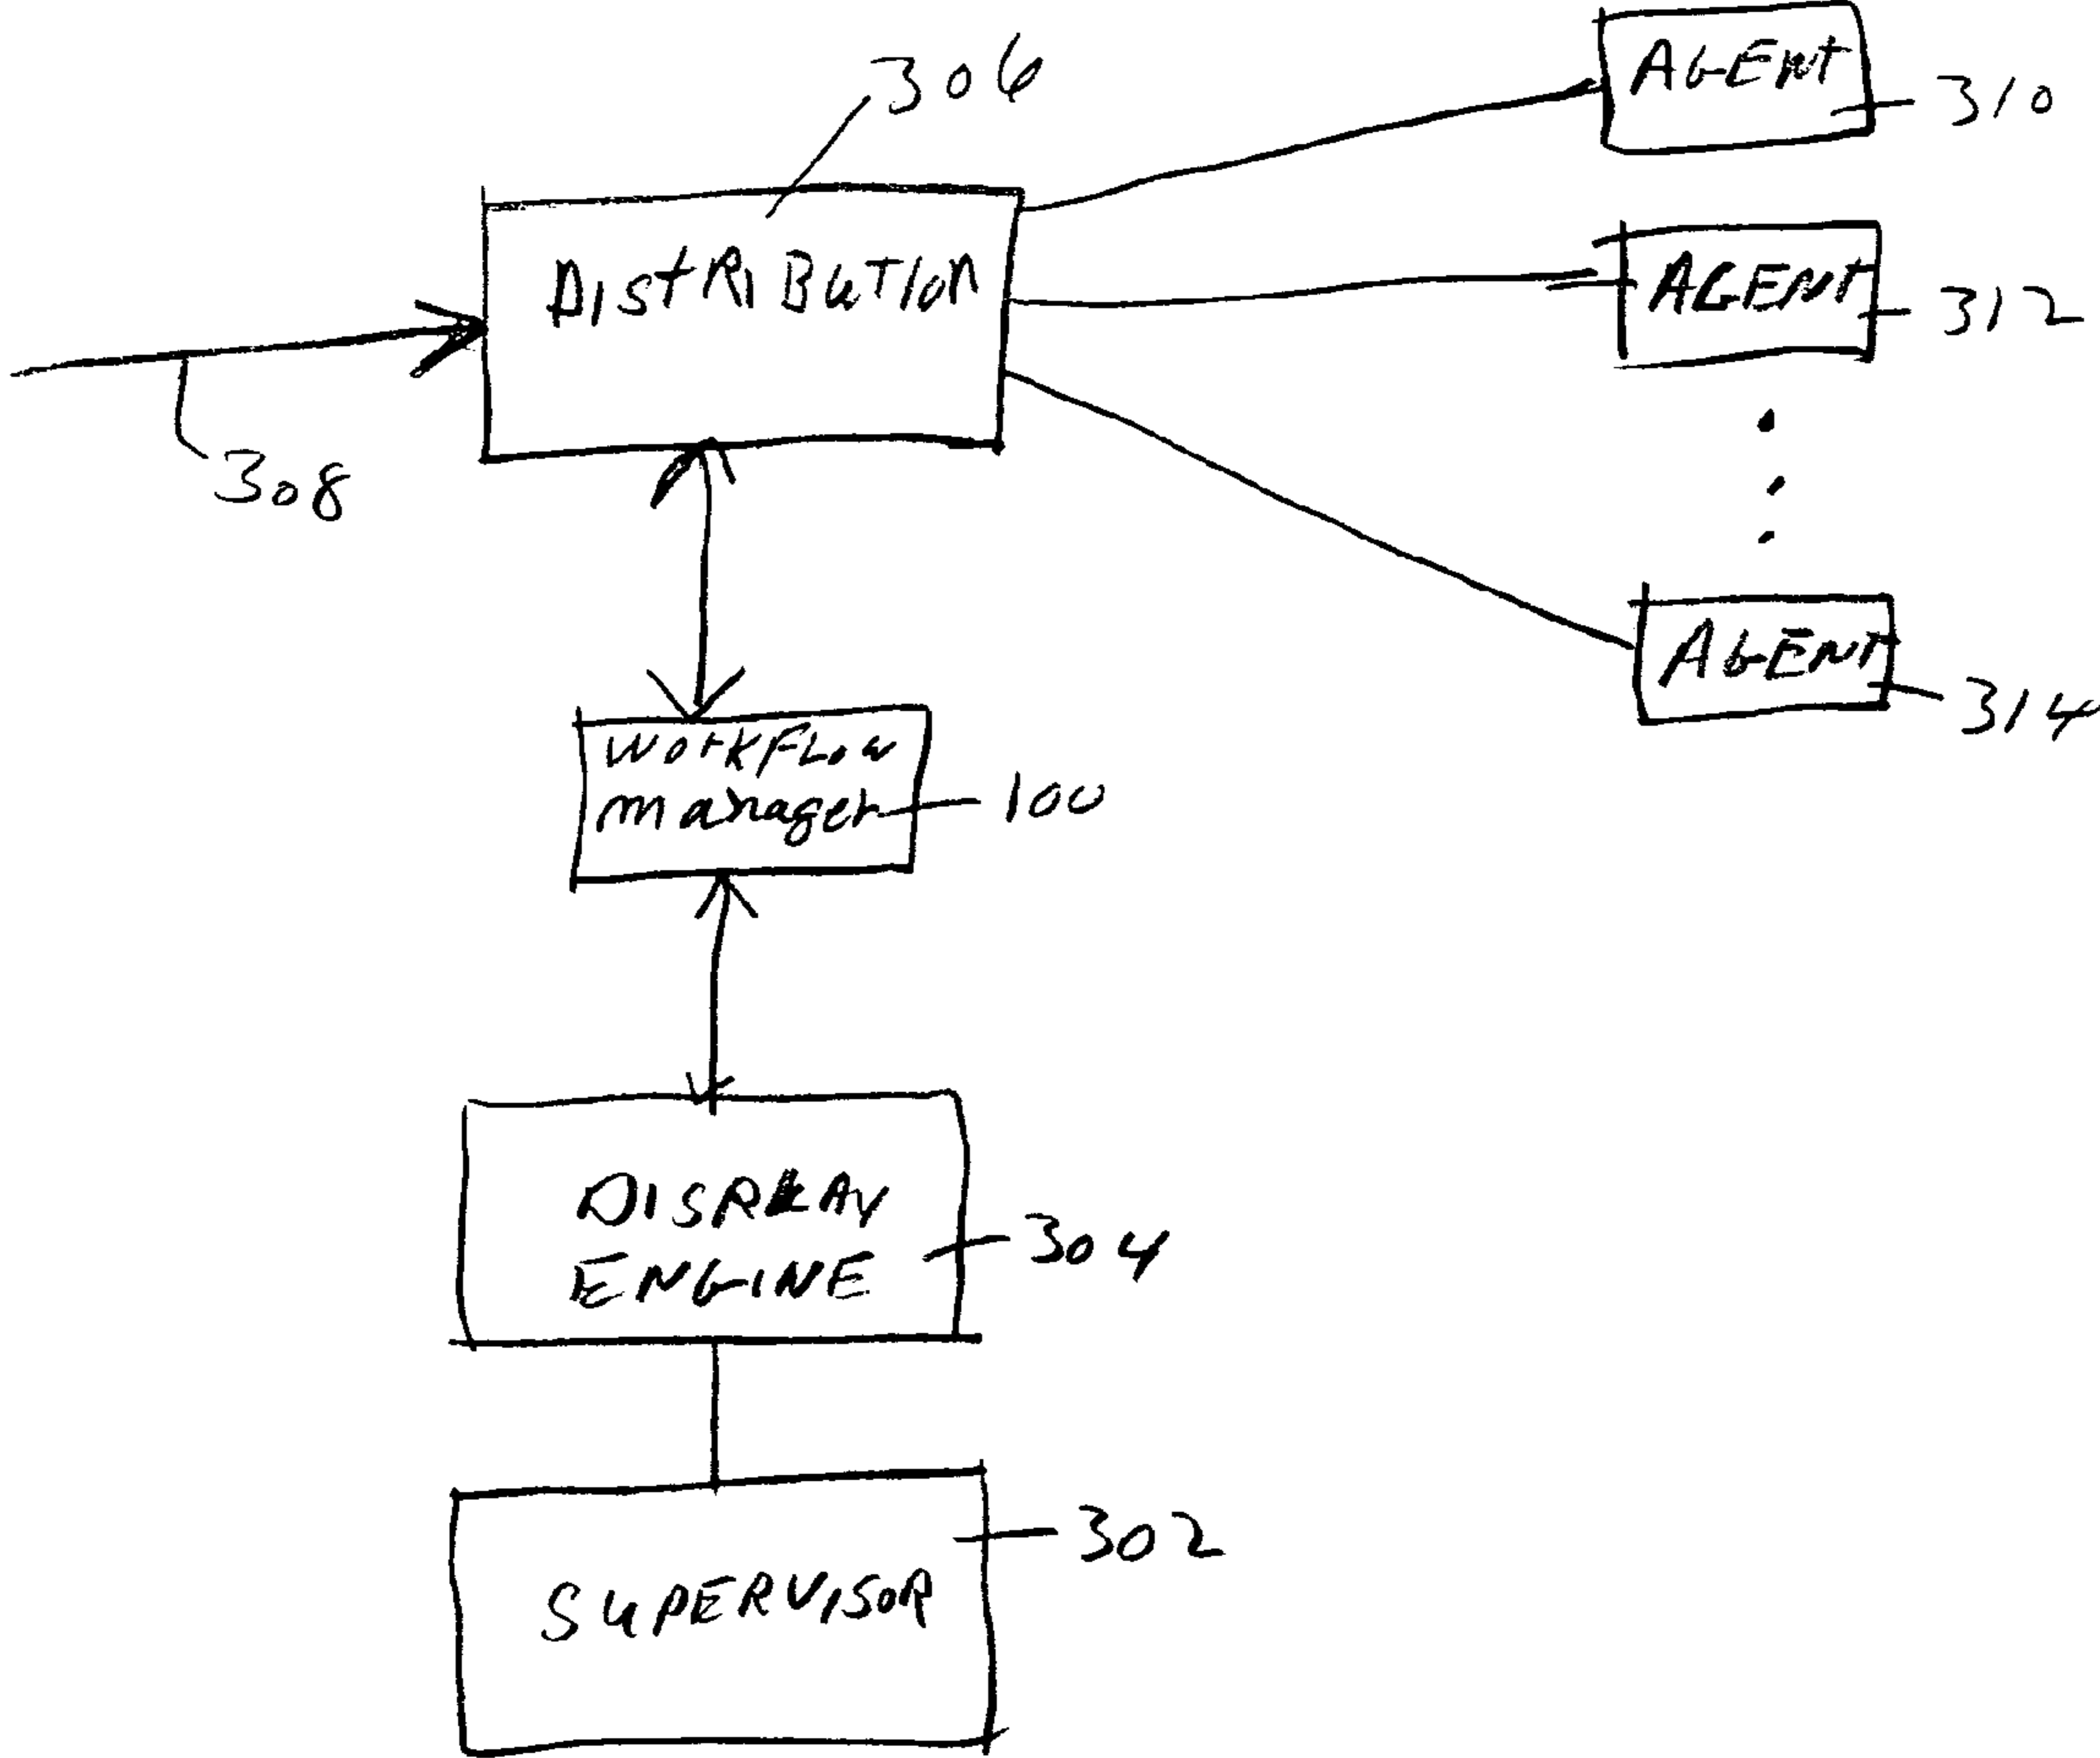 306
AGENT
310
DISTRIBUTION
AGENT
312
308
AGENT
314
WORKFLOW
manager
100
DISPLAY
ENGINE
304
302
SUPERVISOR